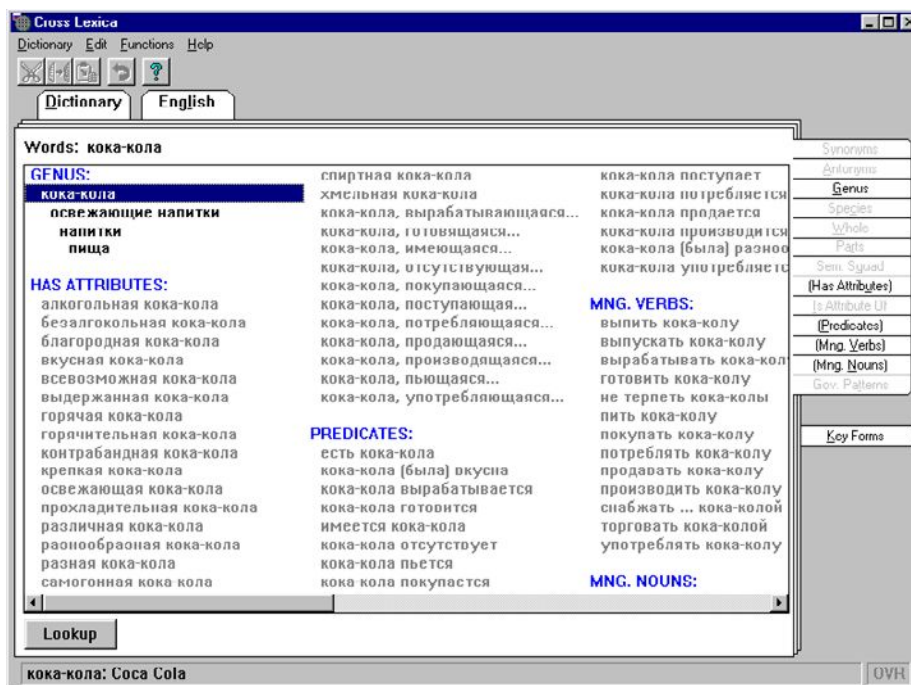 Cross Lexica
Dictionary Edit Functions Help
Dictionary English
Words: кока-кола
GENUS:
кока-кола
освежающие напитки
напитки
пища
HAS ATTRIBUTES:
алкогольная кока-кола
безалкогольная кока-кола
благородная кока-кола
вкусная кока-кола
всевозможная кока-кола
выдержанная кока-кола
горячая кока-кола
горячительная кока-кола
контрабандная кока-кола
крепкая кока-кола
освежающая кока-кола
прохладительная кока-кола
различная кока-кола
разнообразная кока-кола
разная кока-кола
самогонная кока-кола
спиртная кока-кола
хмельная кока-кола
кока-кола, вырабатывающаяся...
кока-кола, готовящаяся...
кока-кола, имеющаяся...
кока-кола, отсутствующая...
кока-кола, покупающаяся...
кока-кола, поступающая...
кока-кола, потребляющаяся...
кока-кола, продающаяся...
кока-кола, производящаяся...
кока-кола, пьющаяся...
кока-кола, употребляющаяся...
PREDICATES:
есть кока-кола
кока-кола (была) вкусна
кока-кола вырабатывается
кока-кола готовится
имеется кока-кола
кока-кола отсутствует
кока-кола пьется
кока-кола покупается
кока-кола поступает
кока-кола потребляется
кока-кола продается
кока-кола производится
кока-кола (была) разноо
кока-кола употребляетс
MNG. VERBS:
выпить кока-колу
выпускать кока-колу
вырабатывать кока-кол
готовить кока-колу
не терпеть кока-колы
пить кока-колу
покупать кока-колу
потреблять кока-колу
продавать кока-колу
производить кока-колу
снабжать ... кока-колой
торговать кока-колой
употреблять кока-колу
MNG. NOUNS:
Synonyms
Antonyms
Genus
Species
Whole
Parts
Sem. Squad
(Has Attributes)
Is Attribute Of
(Predicates)
(Mng. Verbs)
(Mng. Nouns)
Gov. Patterns
Key Forms
Lookup
кока-кола: Coca Cola
OVR